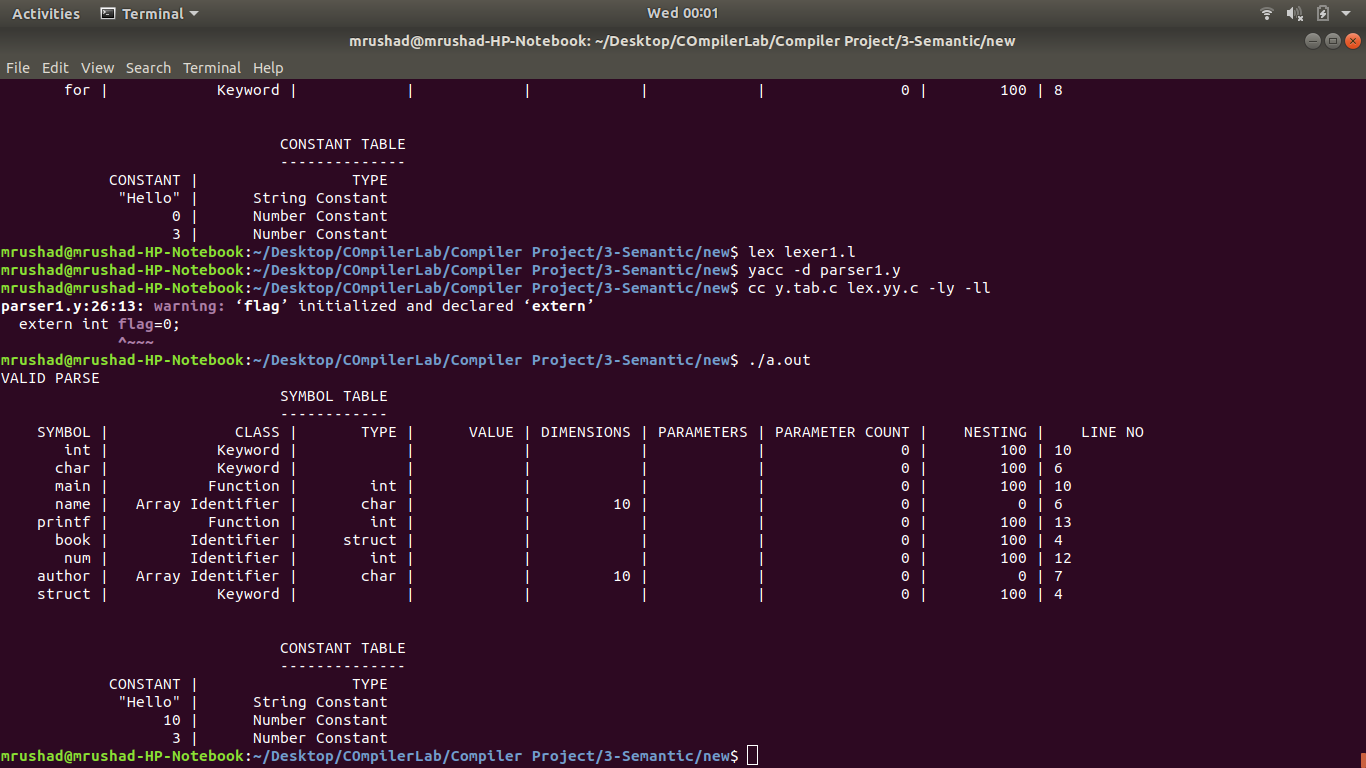 Activities Terminal Wed 00:01
mrushad@mrushad-HP-Notebook: ~/Desktop/COmpilerLab/Compiler Project/3-Semantic/new
File Edit View Search Terminal Help
for | Keyword | | | | | 0 | 100 | 8
CONSTANT TABLE
--------------
CONSTANT | TYPE
"Hello" | String Constant
0 | Number Constant
3 | Number Constant
mrushad@mrushad-HP-Notebook:~/Desktop/COmpilerLab/Compiler Project/3-Semantic/new$ lex lexer1.l
mrushad@mrushad-HP-Notebook:~/Desktop/COmpilerLab/Compiler Project/3-Semantic/new$ yacc -d parser1.y
mrushad@mrushad-HP-Notebook:~/Desktop/COmpilerLab/Compiler Project/3-Semantic/new$ cc y.tab.c lex.yy.c -ly -ll
parser1.y:26:13: warning: ‘flag’ initialized and declared ‘extern’
extern int flag=0;
^~~~
mrushad@mrushad-HP-Notebook:~/Desktop/COmpilerLab/Compiler Project/3-Semantic/new$ ./a.out
VALID PARSE
SYMBOL TABLE
------------
SYMBOL | CLASS | TYPE | VALUE | DIMENSIONS | PARAMETERS | PARAMETER COUNT | NESTING | LINE NO
int | Keyword | | | | | 0 | 100 | 10
char | Keyword | | | | | 0 | 100 | 6
main | Function | int | | | | 0 | 100 | 10
name | Array Identifier | char | | 10 | | 0 | 0 | 6
printf | Function | int | | | | 0 | 100 | 13
book | Identifier | struct | | | | 0 | 100 | 4
num | Identifier | int | | | | 0 | 100 | 12
author | Array Identifier | char | | 10 | | 0 | 0 | 7
struct | Keyword | | | | | 0 | 100 | 4
CONSTANT TABLE
--------------
CONSTANT | TYPE
"Hello" | String Constant
10 | Number Constant
3 | Number Constant
mrushad@mrushad-HP-Notebook:~/Desktop/COmpilerLab/Compiler Project/3-Semantic/new$